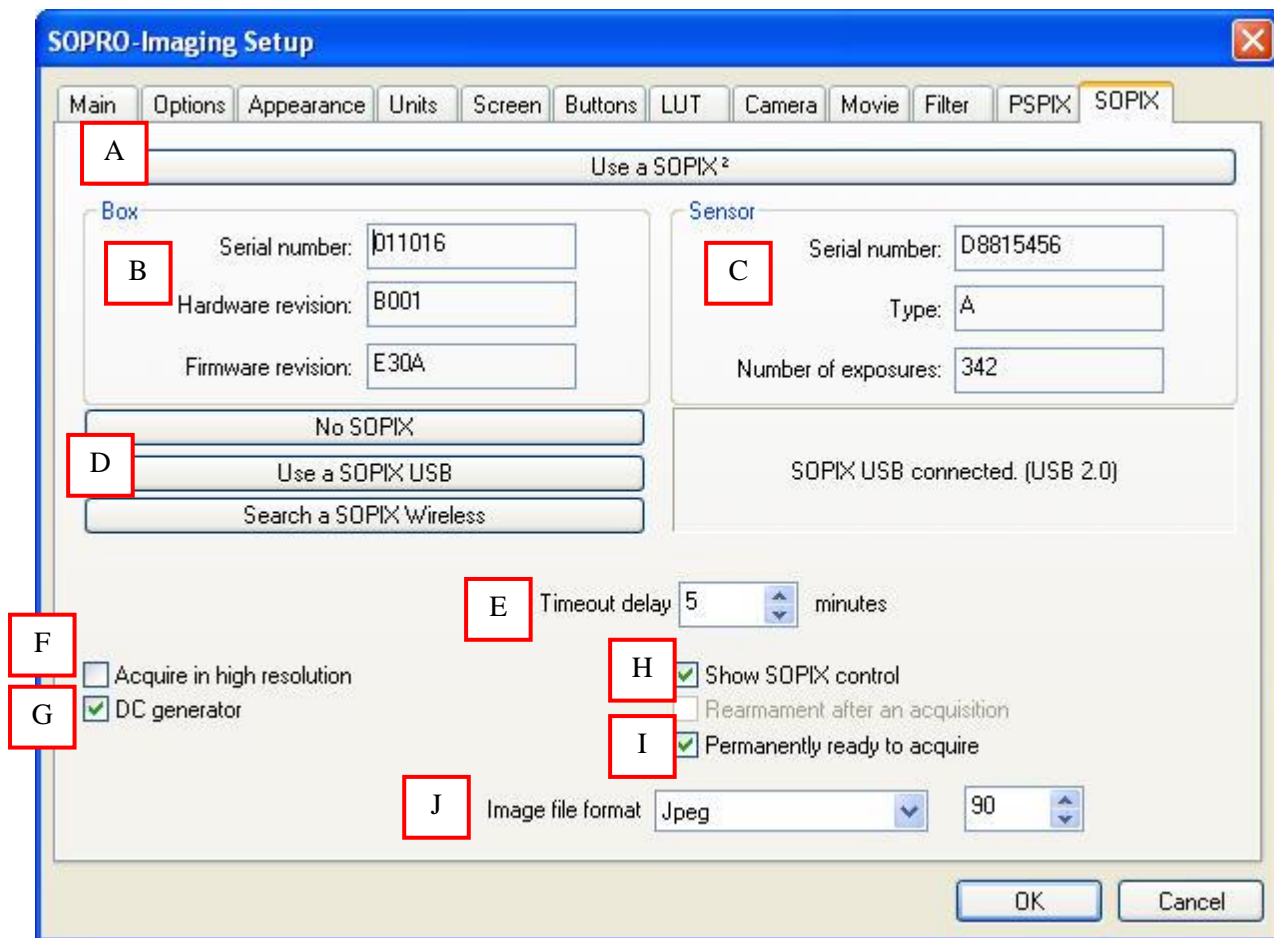 SOPRO-Imaging Setup
Main Options Appearance Units Screen Buttons LUT Camera Movie Filter PSPIX SOPIX
A
Use a SOPIX²
Box
B
Serial number: 011016
Hardware revision: B001
Firmware revision: E30A
Sensor
C
Serial number: D8815456
Type: A
Number of exposures: 342
No SOPIX
D
Use a SOPIX USB
Search a SOPIX Wireless
SOPIX USB connected. (USB 2.0)
E Timeout delay 5 minutes
F
Acquire in high resolution
G
DC generator
H
Show SOPIX control
Rearmament after an acquisition
I
Permanently ready to acquire
J
Image file format Jpeg 90
OK Cancel